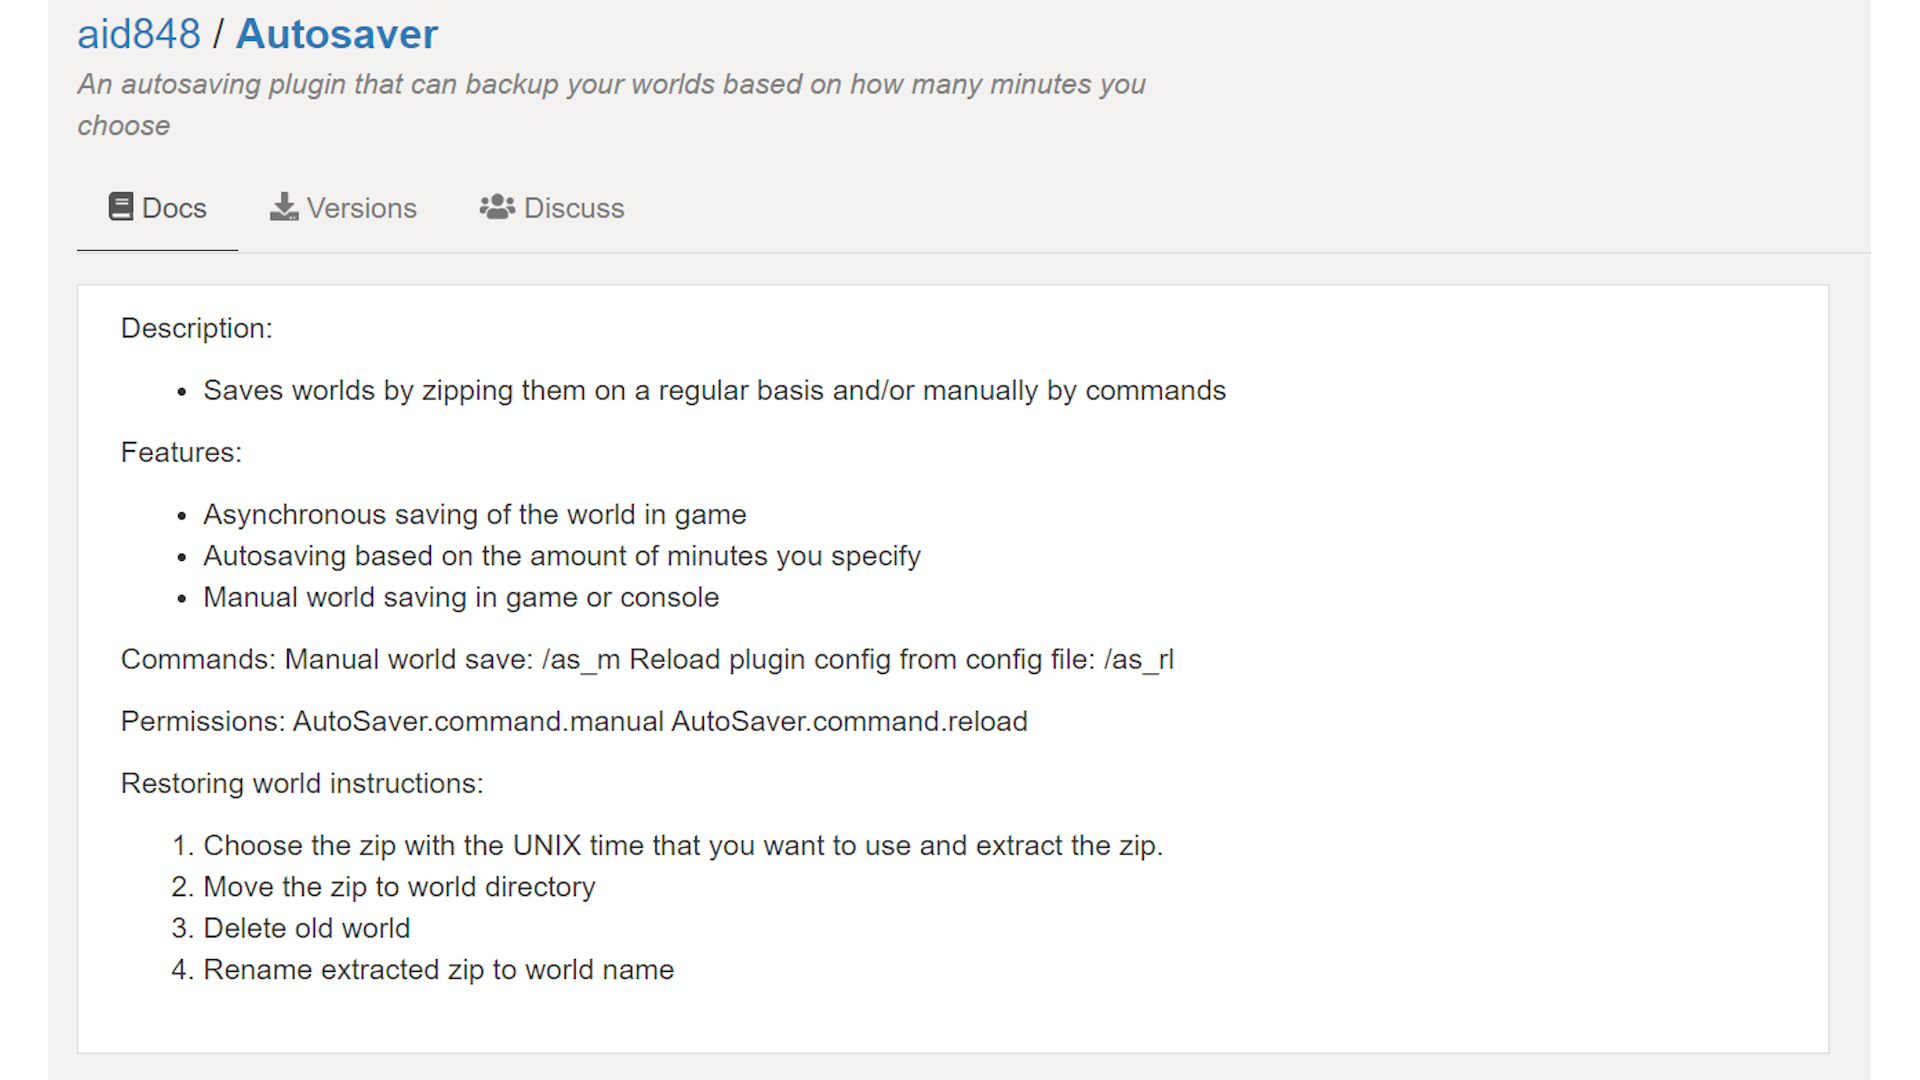 aid848 / Autosaver
An autosaving plugin that can backup your worlds based on how many minutes you
choose
Docs Versions Discuss
Description:
• Saves worlds by zipping them on a regular basis and/or manually by commands
Features:
• Asynchronous saving of the world in game
• Autosaving based on the amount of minutes you specify
• Manual world saving in game or console
Commands: Manual world save: /as_m Reload plugin config from config file: /as_rl
Permissions: AutoSaver.command.manual AutoSaver.command.reload
Restoring world instructions:
1. Choose the zip with the UNIX time that you want to use and extract the zip.
2. Move the zip to world directory
3. Delete old world
4. Rename extracted zip to world name